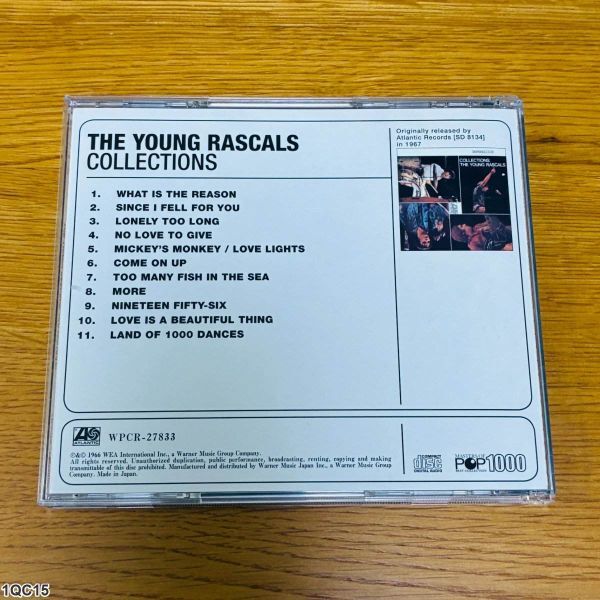 THE YOUNG RASCALS
COLLECTIONS
1. WHAT IS THE REASON
2. SINCE I FELL FOR YOU
3. LONELY TOO LONG
4. NO LOVE TO GIVE
5. MICKEY'S MONKEY / LOVE LIGHTS
6. COME ON UP
7. TOO MANY FISH IN THE SEA
8. MORE
9. NINETEEN FIFTY-SIX
10. LOVE IS A BEAUTIFUL THING
11. LAND OF 1000 DANCES
Originally released by
Atlantic Records [SD 8134]
in 1967
COLLECTIONS
THE YOUNG RASCALS
ATLANTIC
WPCR-27833
℗&© 1966 WEA International Inc., a Warner Music Group Company.
All rights reserved. Unauthorized duplication, public performance, broadcasting, renting, copying and making
transmittable of this disc prohibited. Manufactured and distributed by Warner Music Japan Inc., a Warner Music Group
Company. Made in Japan.
COMPACT
disc
DIGITAL AUDIO
MASTERS OF
POP1000
BEST COLLECTION
1QC15